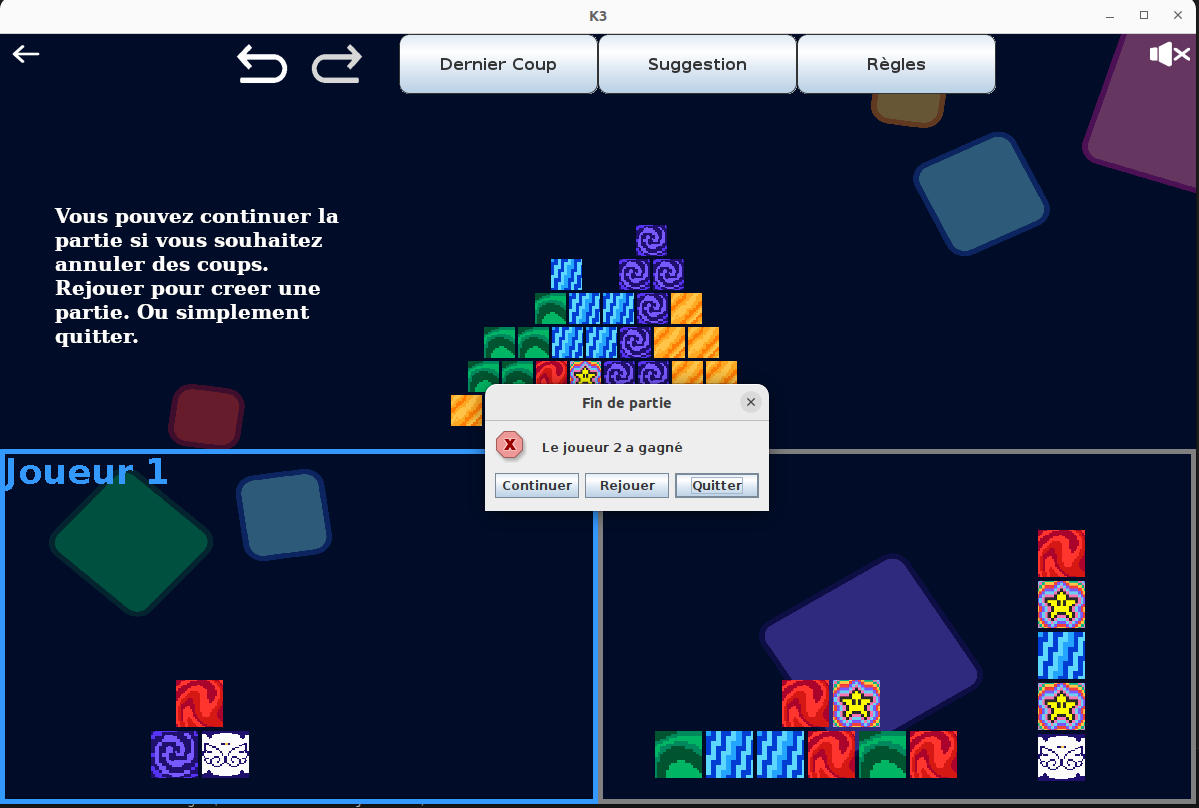 K3
Dernier Coup
Suggestion
Règles
Vous pouvez continuer la
partie si vous souhaitez
annuler des coups.
Rejouer pour creer une
partie. Ou simplement
quitter.
Fin de partie
Le joueur 2 a gagné
Continuer
Rejouer
Quitter
Joueur 1